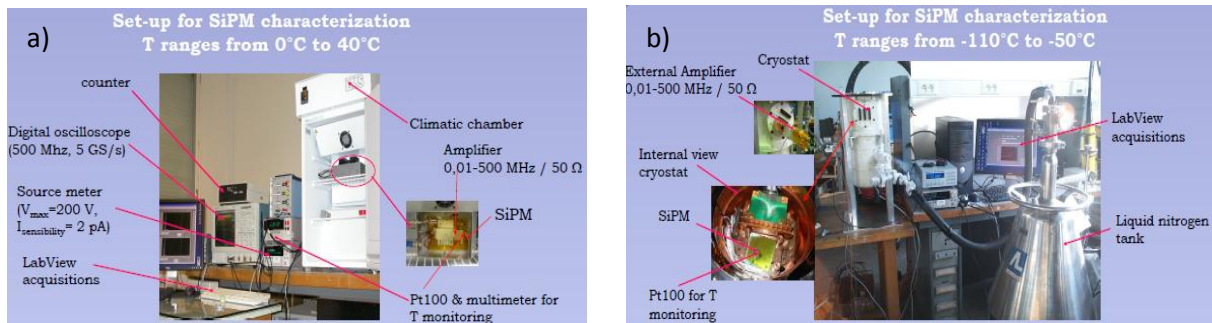 a)
Set-up for SiPM characterization
T ranges from 0°C to 40°C
counter
Digital oscilloscope
(500 Mhz, 5 GS/s)
Source meter
(Vmax=200 V,
Isensibility= 2 pA)
LabView
acquisitions
Climatic chamber
Amplifier
0,01-500 MHz / 50 Ω
SiPM
Pt100 & multimeter for
T monitoring
b)
Set-up for SiPM characterization
T ranges from -110°C to -50°C
Cryostat
External Amplifier
0,01-500 MHz / 50 Ω
Internal view
cryostat
SiPM
Pt100 for T
monitoring
LabView
acquisitions
Liquid nitrogen
tank